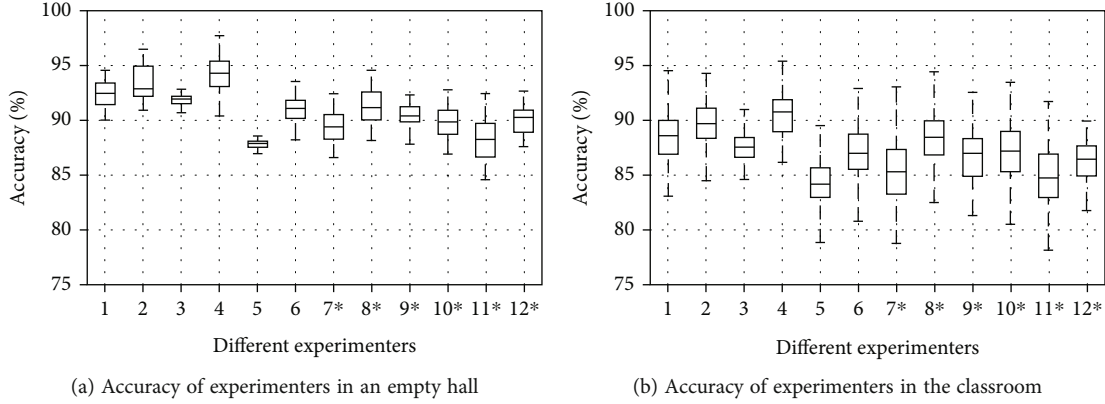 100
95
90
85
80
75
Accuracy (%)
1 2 3 4 5 6 7* 8* 9* 10* 11* 12*
Different experimenters
(a) Accuracy of experimenters in an empty hall
100
95
90
85
80
75
Accuracy (%)
1 2 3 4 5 6 7* 8* 9* 10* 11* 12*
Different experimenters
(b) Accuracy of experimenters in the classroom